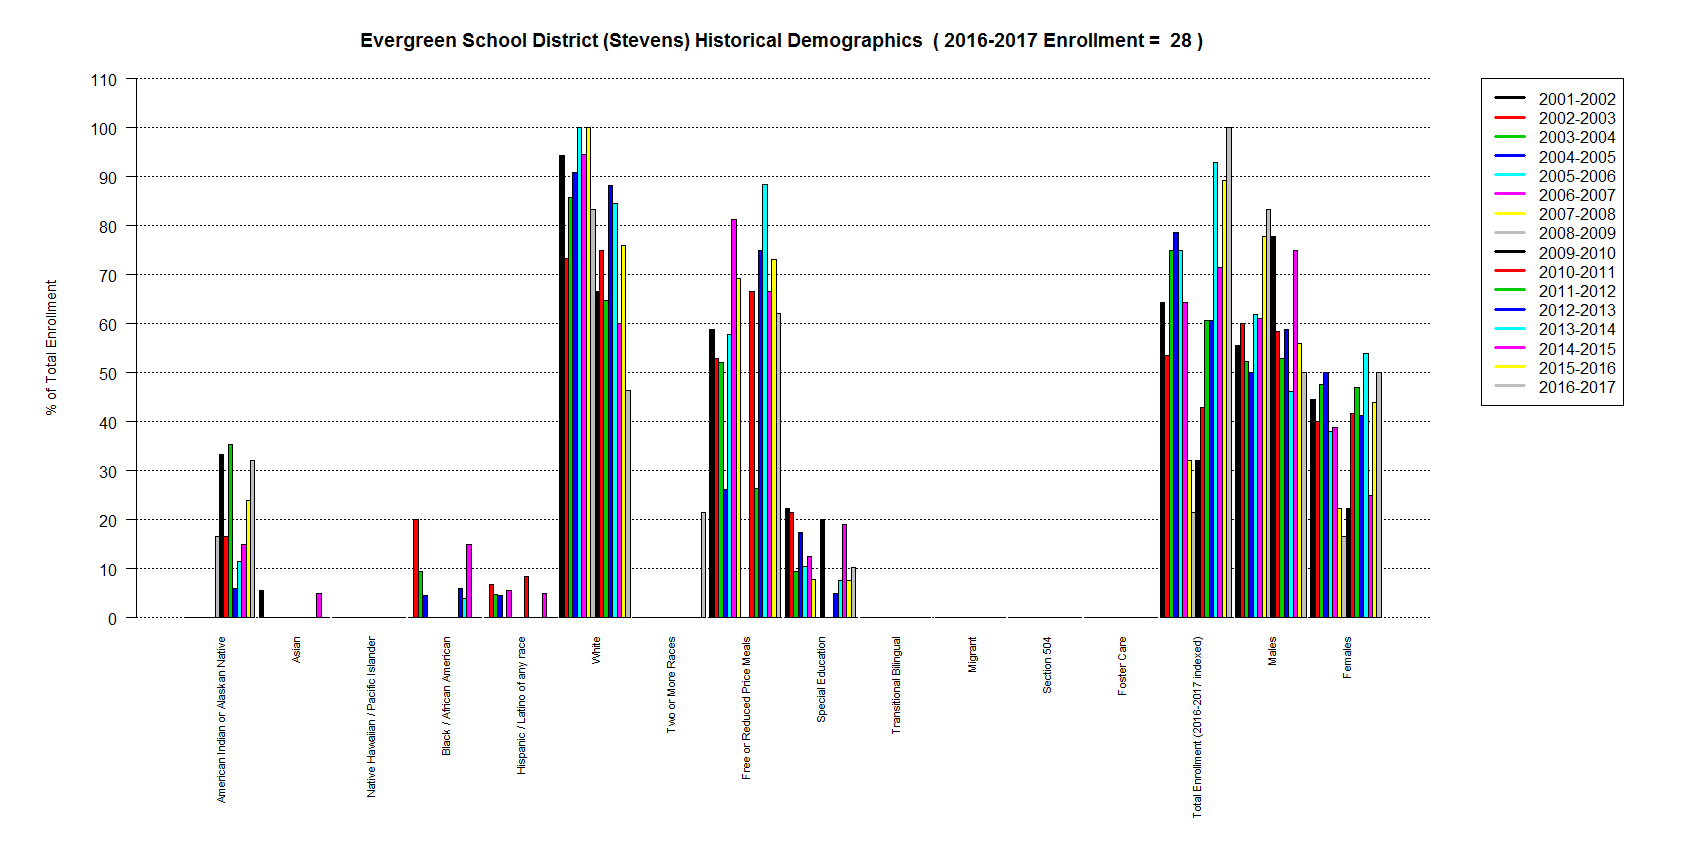 Evergreen School District (Stevens) Historical Demographics ( 2016-2017 Enrollment = 28 )
% of Total Enrollment
110
100
90
80
70
60
50
40
30
20
10
0
American Indian or Alaskan Native
Asian
Native Hawaiian / Pacific Islander
Black / African American
Hispanic / Latino of any race
White
Two or More Races
Free or Reduced Price Meals
Special Education
Transitional Bilingual
Migrant
Section 504
Foster Care
Total Enrollment (2016-2017 indexed)
Males
Females
2001-2002
2002-2003
2003-2004
2004-2005
2005-2006
2006-2007
2007-2008
2008-2009
2009-2010
2010-2011
2011-2012
2012-2013
2013-2014
2014-2015
2015-2016
2016-2017